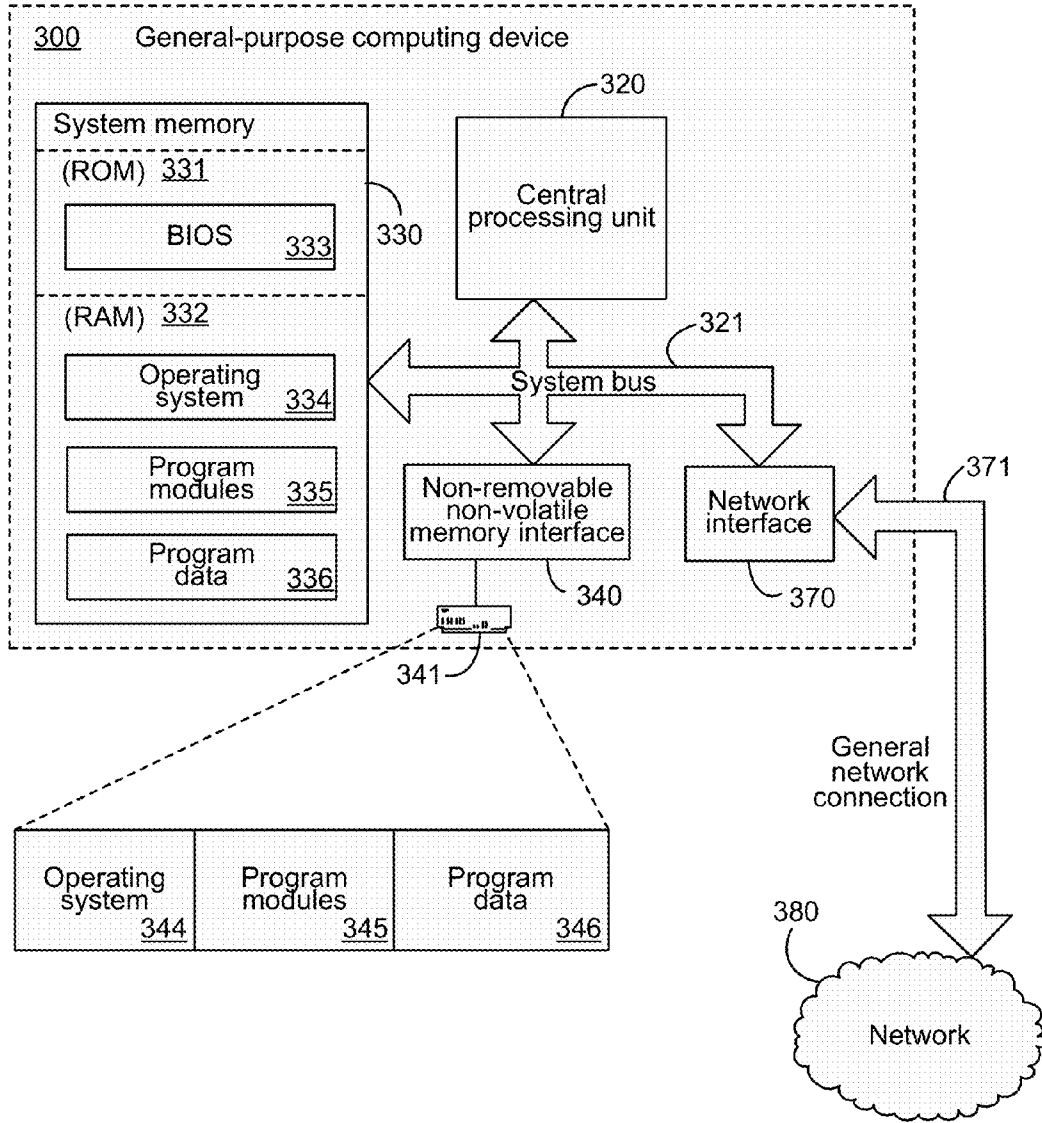 300 General-purpose computing device
320
System memory
(ROM) 331
BIOS 333
330
Central
processing unit
(RAM) 332
321
Operating
system 334
System bus
Program
modules 335
Non-removable
non-volatile
memory interface
Network
interface
371
Program
data 336
340
370
341
General
network
connection
Operating
system 344
Program
modules 345
Program
data 346
380
Network